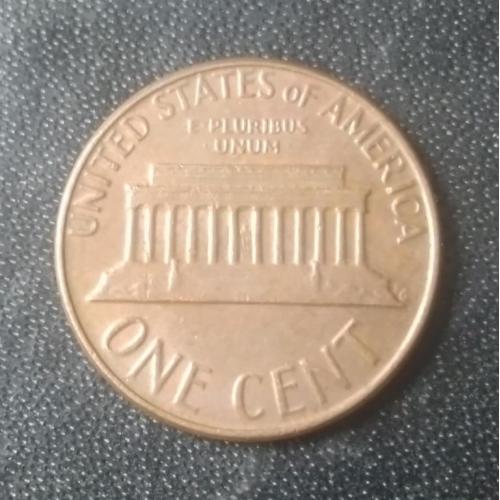 UNITED STATES OF AMERICA
E·PLURIBUS
·UNUM·
ONE CENT